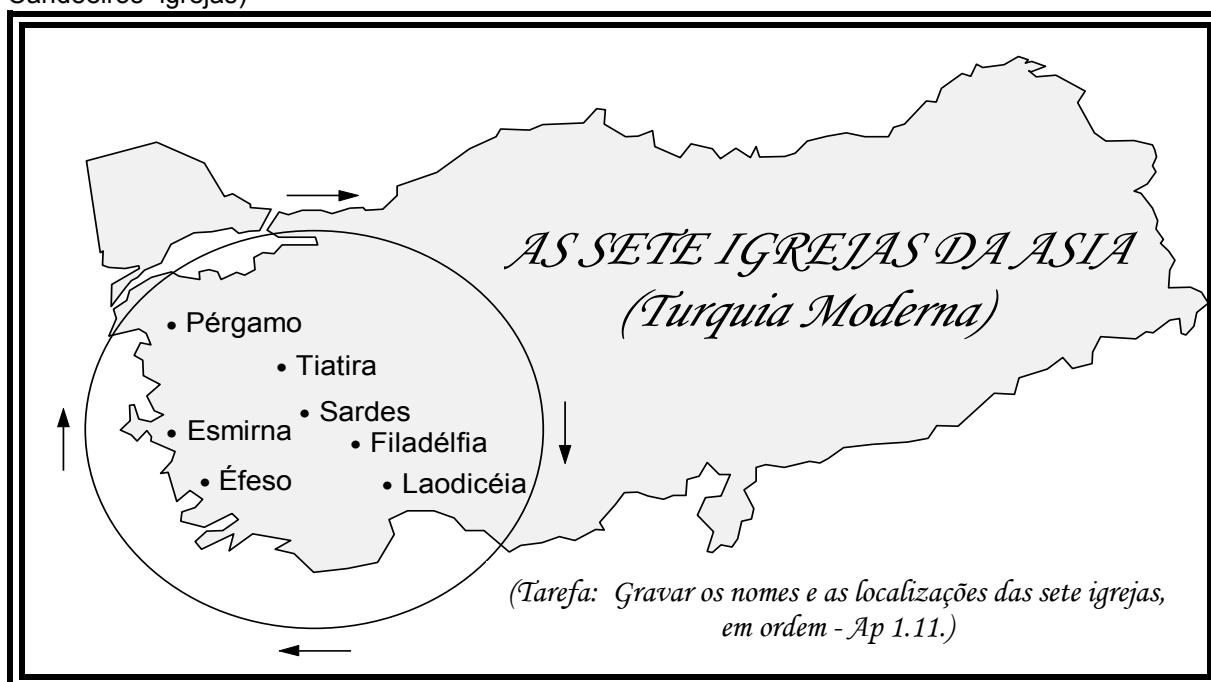 AS SETE IGREJAS DA ASIA
(Turquia Moderna)
Pérgamo
Tiatira
Sardes
Esmirna
Filadélfia
Éfeso
Laodicéia
(Tarefa: Gravar os nomes e as localizações das sete igrejas,
em ordem - Ap 1.11.)